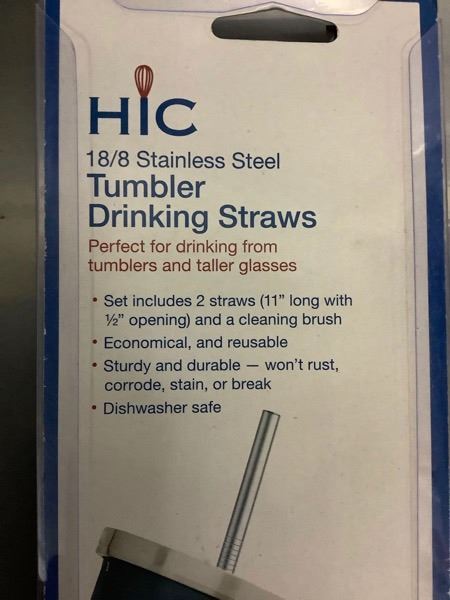 HIC
18/8 Stainless Steel
Tumbler
Drinking Straws
Perfect for drinking from
tumblers and taller glasses
• Set includes 2 straws (11” long with
½” opening) and a cleaning brush
• Economical, and reusable
• Sturdy and durable — won’t rust,
corrode, stain, or break
• Dishwasher safe